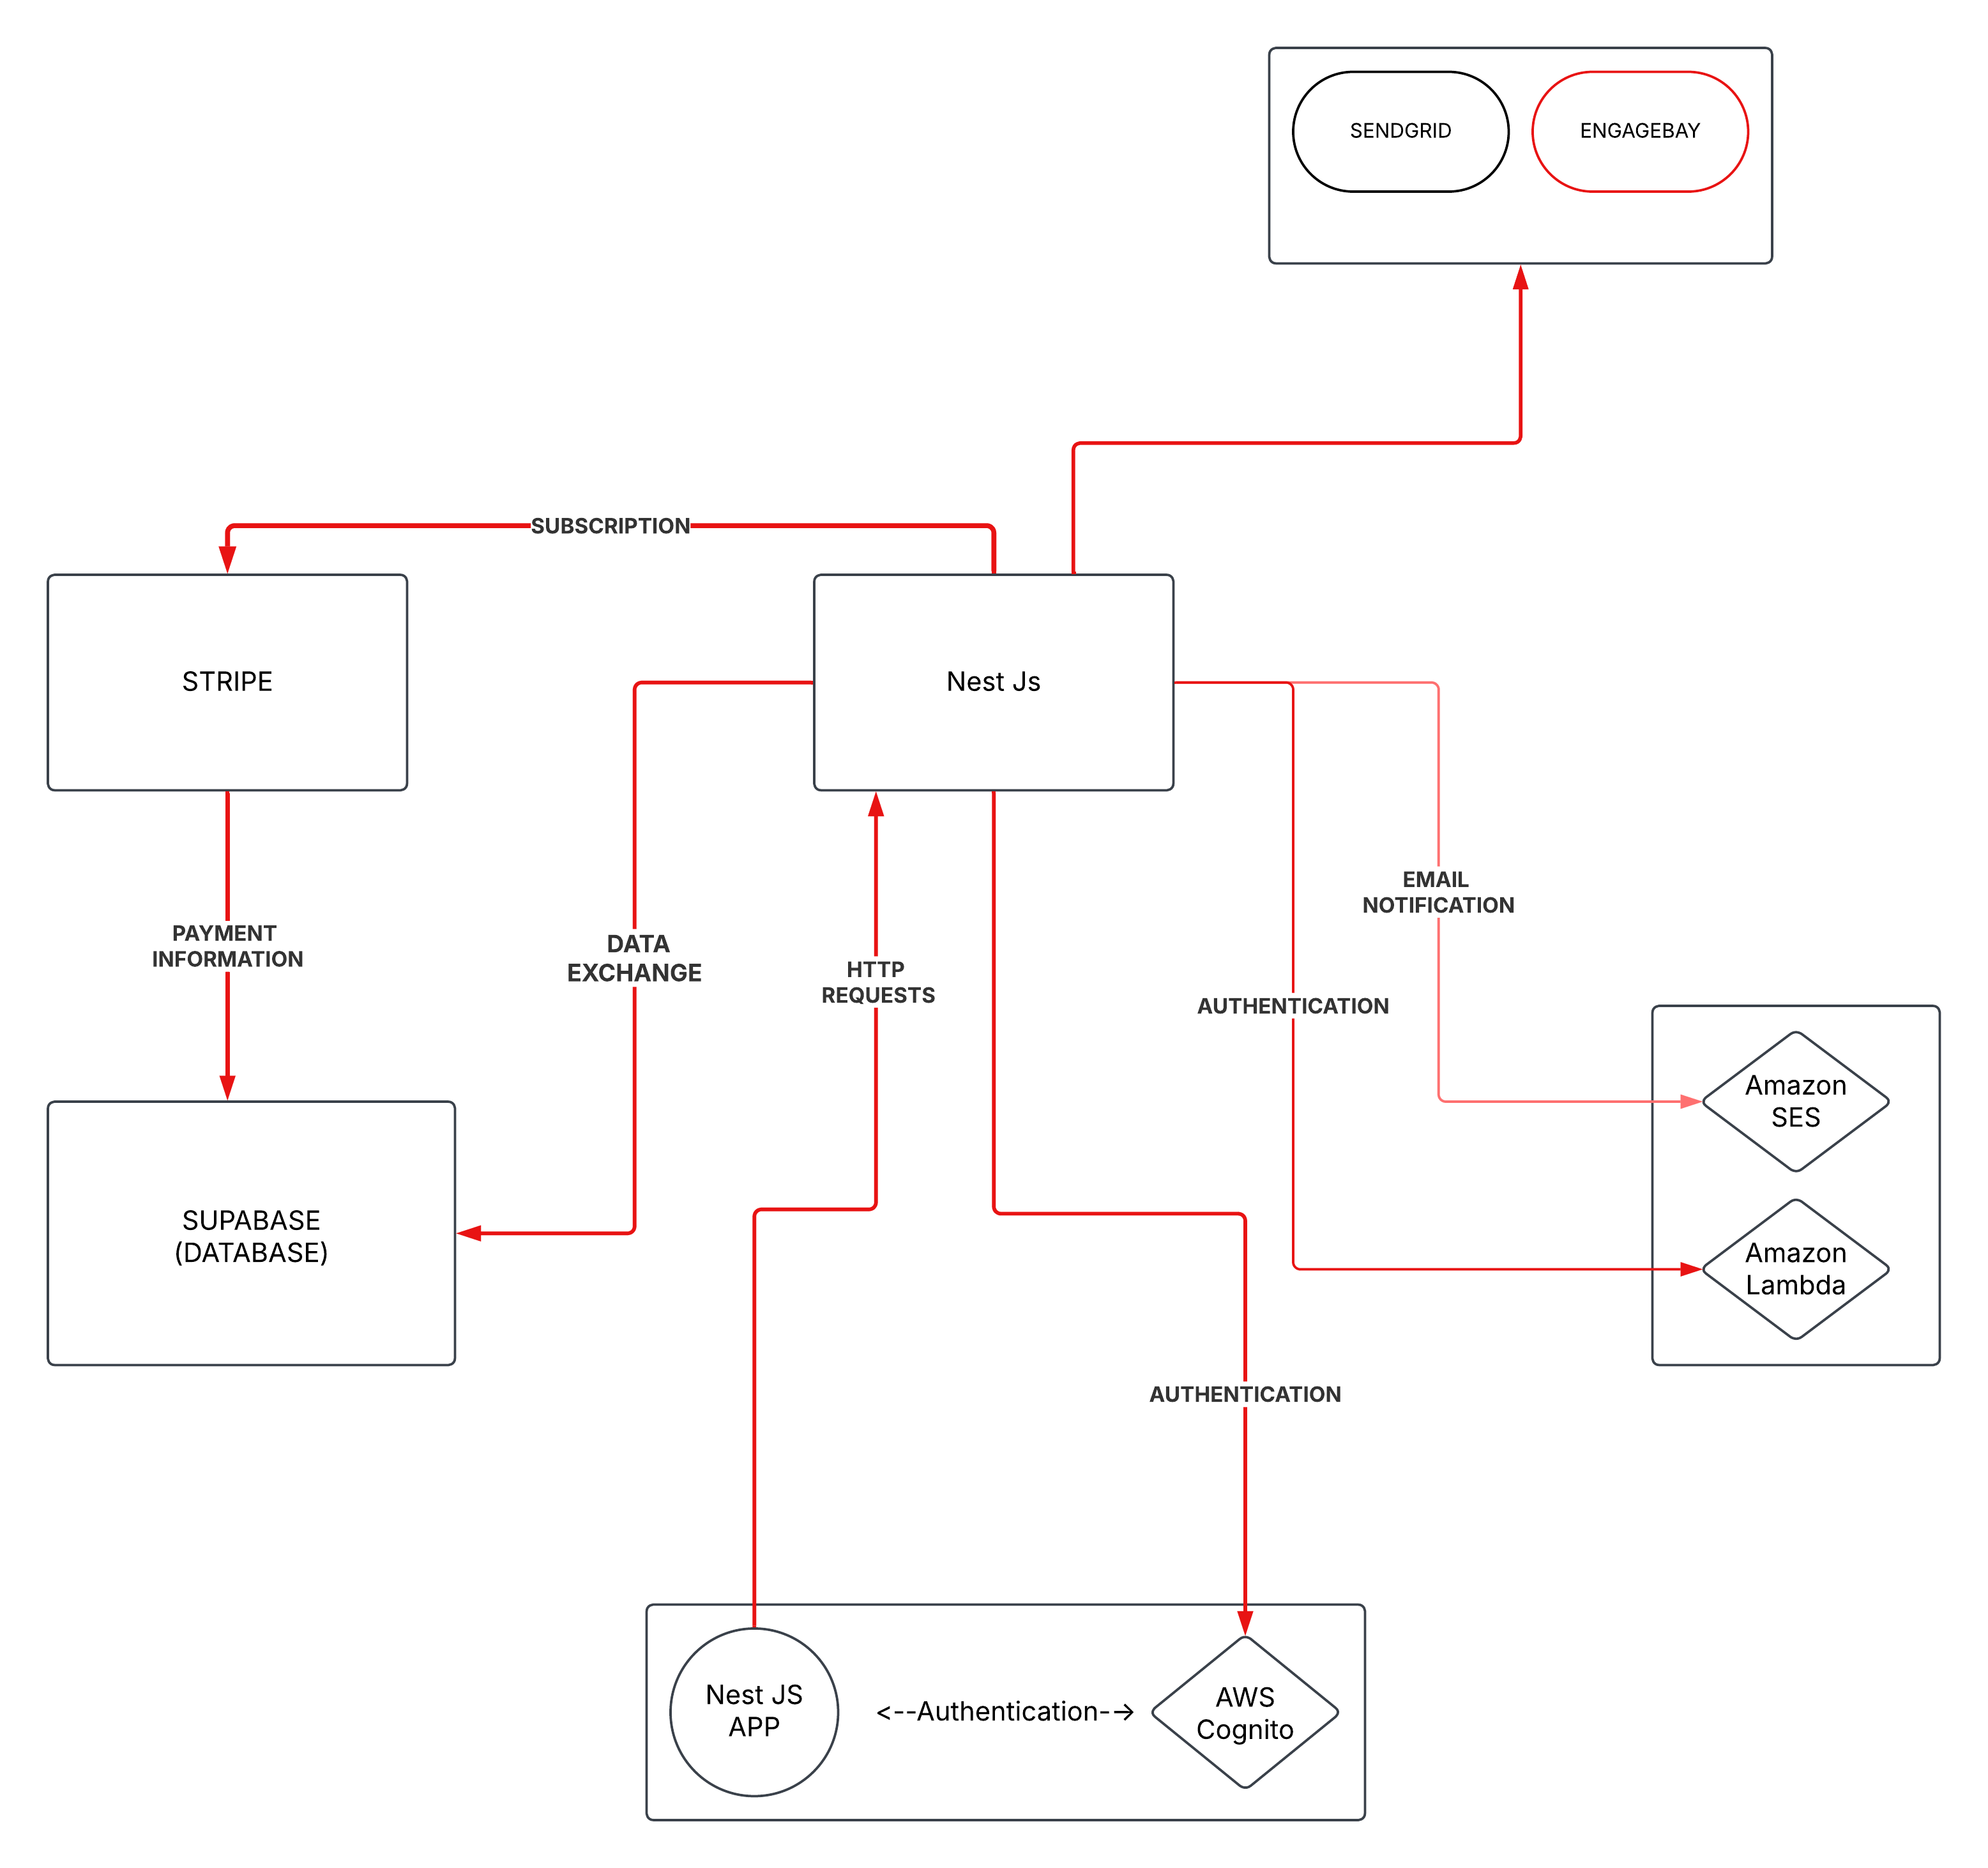 SENDGRID
ENGAGEBAY
SUBSCRIPTION
STRIPE
Nest Js
EMAIL
NOTIFICATION
PAYMENT
INFORMATION
DATA
EXCHANGE
HTTP
REQUESTS
AUTHENTICATION
Amazon
SES
SUPABASE
(DATABASE)
Amazon
Lambda
AUTHENTICATION
Nest JS
APP
<--Authentication-->
AWS
Cognito